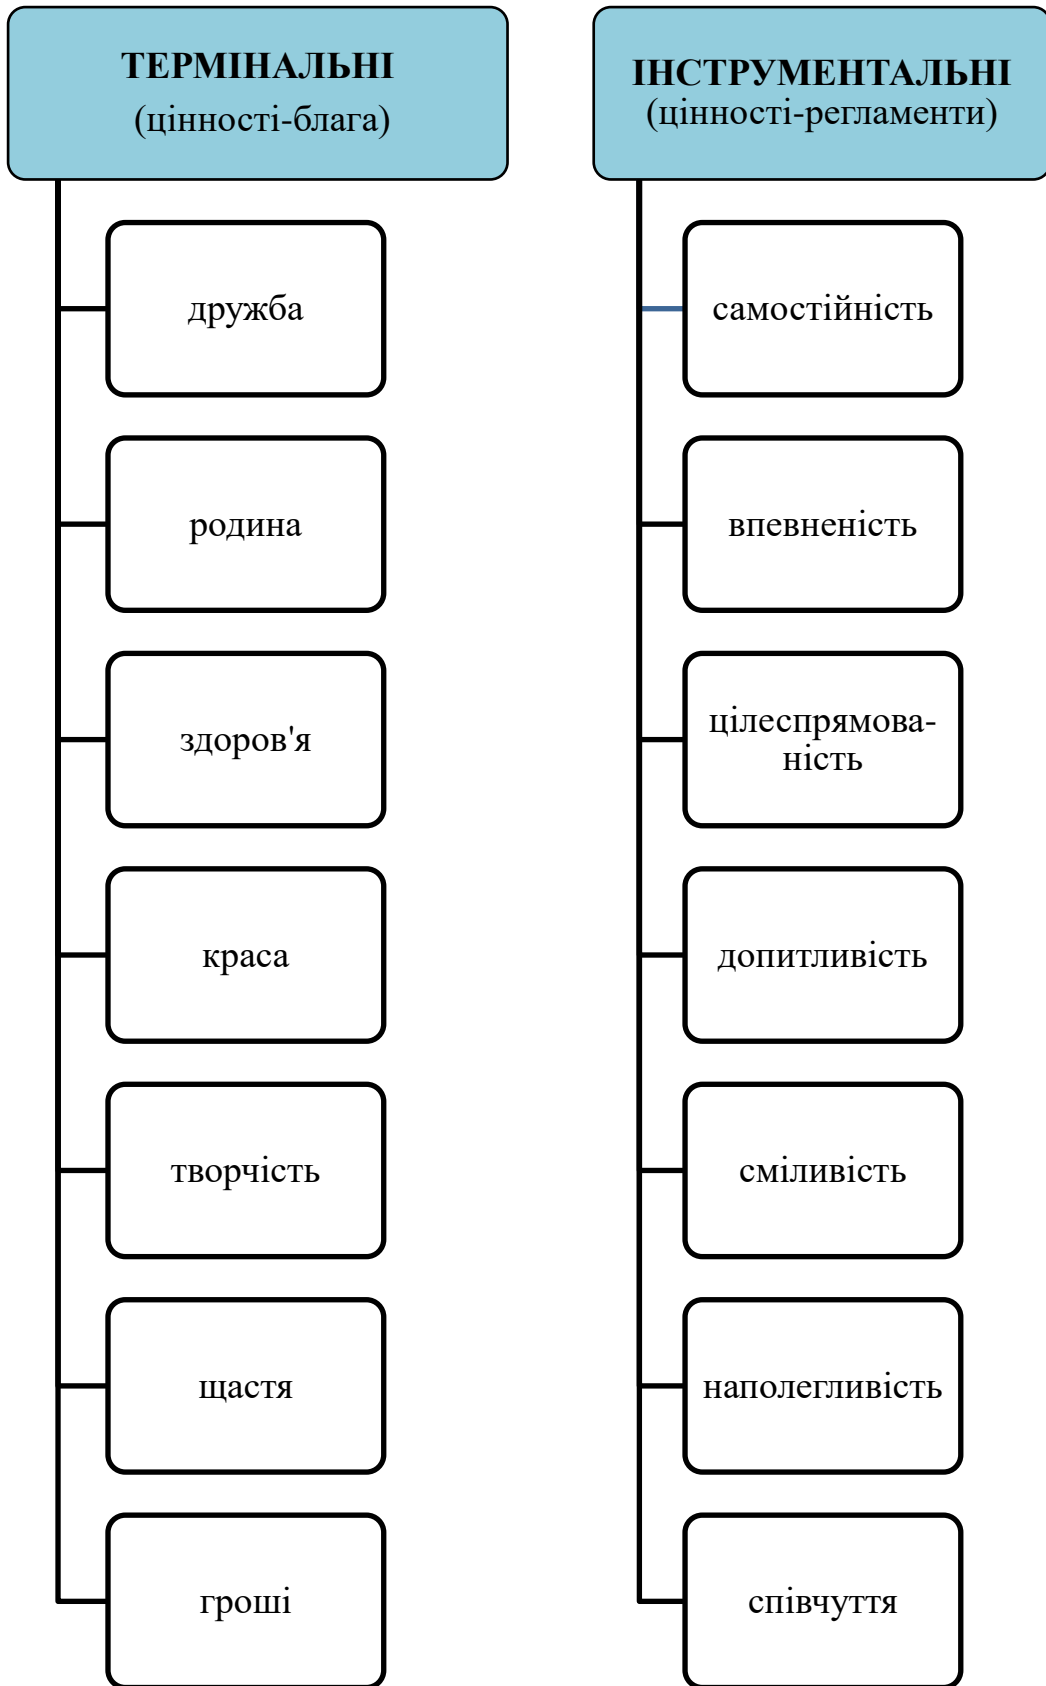 ТЕРМІНАЛЬНІ
(цінності-блага)
дружба
родина
здоров'я
краса
творчість
щастя
гроші
ІНСТРУМЕНТАЛЬНІ
(цінності-регламенти)
самостійність
впевненість
цілеспрямова-
ність
допитливість
сміливість
наполегливість
співчуття